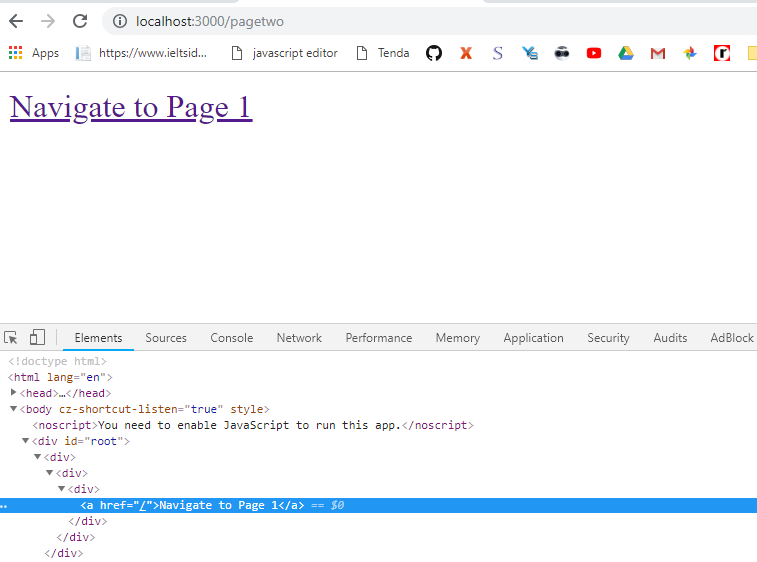 localhost:3000/pagetwo
Apps https://www.ieltsid... javascript editor Tenda X S
Navigate to Page 1
Elements Sources Console Network Performance Memory Application Security Audits AdBlock
<!doctype html>
<html lang="en">
<head>…</head>
<body cz-shortcut-listen="true" style>
<noscript>You need to enable JavaScript to run this app.</noscript>
<div id="root">
<div>
<div>
<div>
<a href="/">Navigate to Page 1</a> == $0
</div>
</div>
</div>